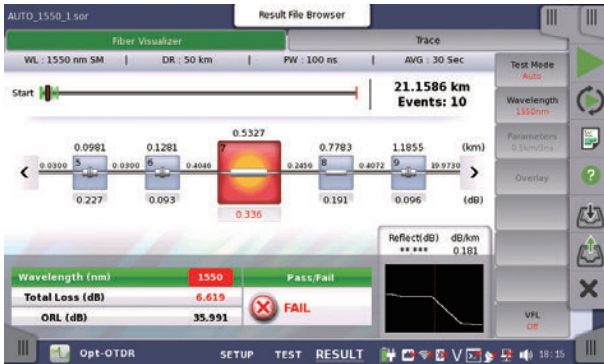 AUTO_1550_1.sor
Result File Browser
Fiber Visualizer
Trace
WL : 1550 nm SM | DR : 50 km | PW : 100 ns | AVG : 30 Sec
Test Mode
Auto
Start
21.1586 km
Events: 10
Wavelength
1550nm
Parameters
0.5km/3ns
Overlay
0.0981 0.1281 0.5327 0.7783 1.1855 (km)
0.0300 5 0.0300 6 0.4046 7 0.2456 8 0.4072 9 19.9730
0.227 0.093 0.336 0.191 0.096 (dB)
Reflect(dB) dB/km
**.*** 0.181
Wavelength (nm) 1550 Pass/Fail
Total Loss (dB) 6.619
FAIL
ORL (dB) 35.991
VFL
Off
Opt-OTDR SETUP TEST RESULT V 18:15